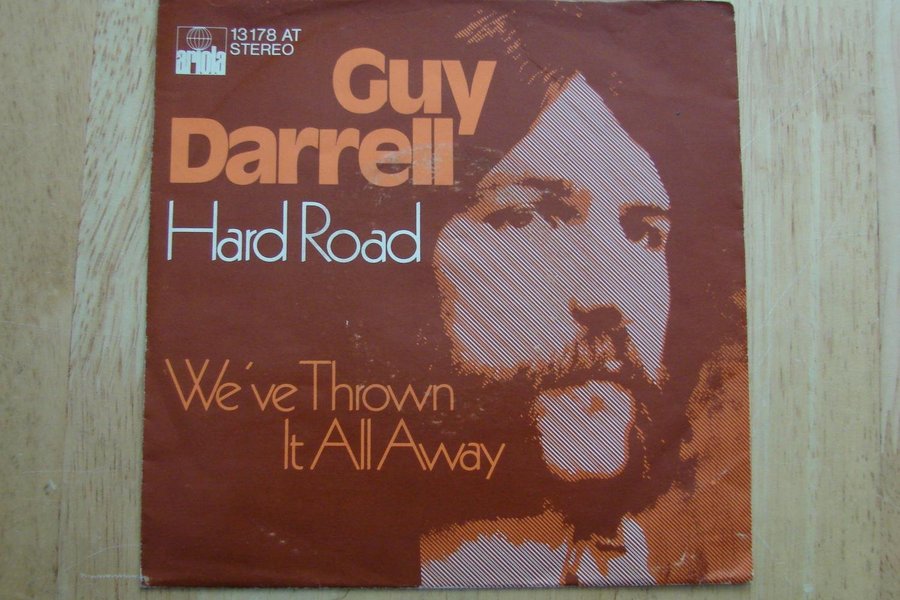 ariola
13178 AT
STEREO
Guy
Darrell
Hard Road
We've Thrown
It All Away